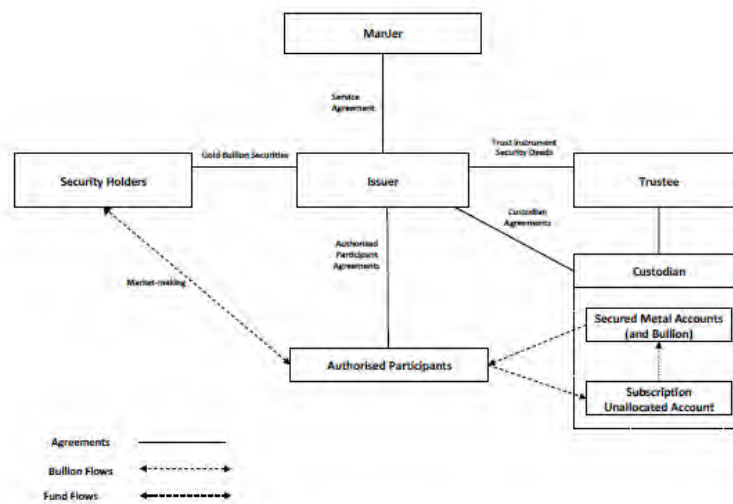 ManJer
Service
Agreement
Gold Bullion Securities
Trust Instrument
Security Deeds
Security Holders
Issuer
Trustee
Custodian
Agreements
Authorised
Participant
Agreements
Custodian
Market-making
Secured Metal Accounts
(and Bullion)
Authorised Participants
Subscription
Unallocated Account
Agreements
Bullion Flows
Fund Flows